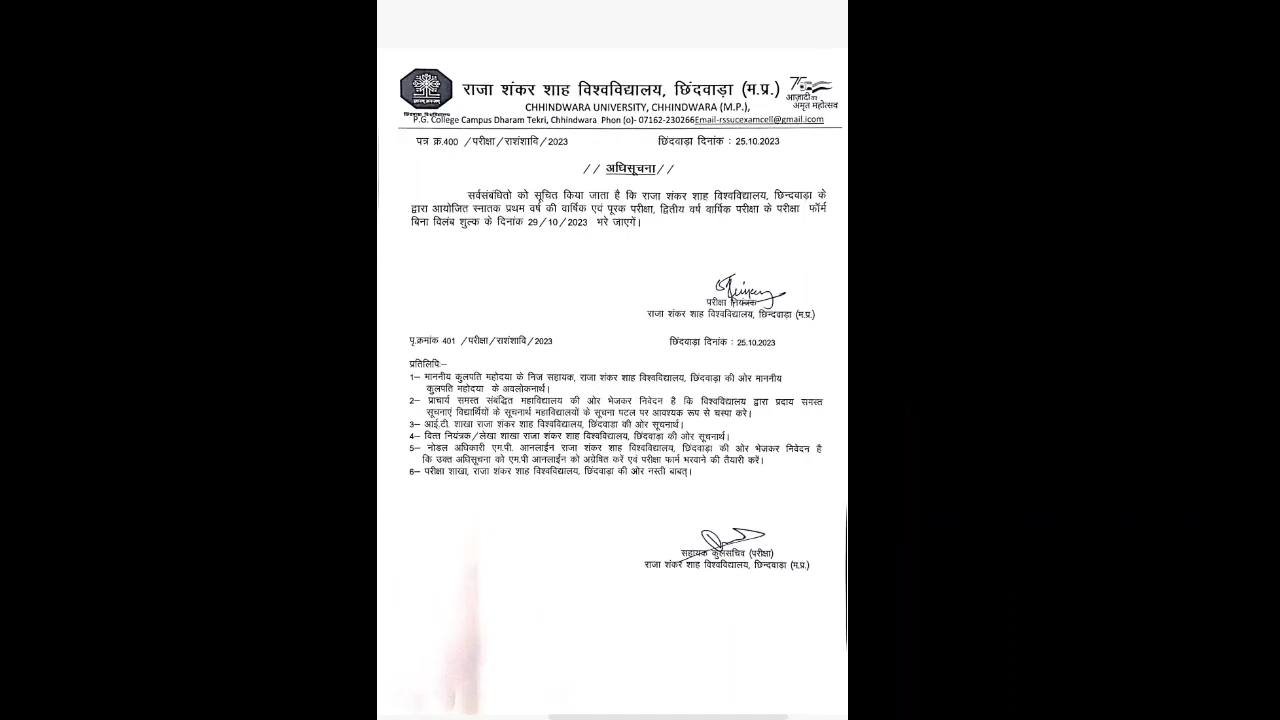 राजा शंकर शाह विश्वविद्यालय, छिंदवाड़ा (म.प्र.)
75
आज़ादी का
अमृत महोत्सव
CHHINDWARA UNIVERSITY, CHHINDWARA (M.P.),
P.G. College Campus Dharam Tekri, Chhindwara Phon (o)- 07162-230266Email-rssucexamcell@gmail.icom
पत्र क्र.400 /परीक्षा/राशंशावि/2023 छिंदवाड़ा दिनांक : 25.10.2023
// अधिसूचना//
सर्वसंबंधितो को सूचित किया जाता है कि राजा शंकर शाह विश्वविद्यालय, छिन्दवाड़ा के
द्वारा आयोजित स्नातक प्रथम वर्ष की वार्षिक एवं पूरक परीक्षा, द्वितीय वर्ष वार्षिक परीक्षा के परीक्षा फॉर्म
बिना विलंब शुल्क के दिनांक 29/10/2023 भरे जाएगें।
परीक्षा नियंत्रक
राजा शंकर शाह विश्वविद्यालय, छिन्दवाड़ा (म.प्र.)
पृ.क्रमांक 401 /परीक्षा/राशंशावि/2023 छिंदवाड़ा दिनांक : 25.10.2023
प्रतिलिपिः–
1– माननीय कुलपति महोदया के निज सहायक, राजा शंकर शाह विश्वविद्यालय, छिंदवाड़ा की ओर माननीय
कुलपति महोदया के अवलोकनार्थ।
2– प्राचार्य समस्त संबंद्धित महाविद्यालय की ओर भेजकर निवेदन है कि विश्वविद्यालय द्वारा प्रदाय समस्त
सूचनाएं विद्यार्थियों के सूचनार्थ महाविद्यालयों के सूचना पटल पर आवश्यक रूप से चस्पा करे।
3– आई.टी. शाखा राजा शंकर शाह विश्वविद्यालय, छिंदवाड़ा की ओर सूचनार्थ।
4– वित्त नियंत्रक/लेखा शाखा राजा शंकर शाह विश्वविद्यालय, छिंदवाड़ा की ओर सूचनार्थ।
5– नोडल अधिकारी एम.पी. आनलाईन राजा शंकर शाह विश्वविद्यालय, छिंदवाड़ा की ओर भेजकर निवेदन है
कि उक्त अधिसूचना को एम.पी आनलाईन को अग्रेषित करें एवं परीक्षा फार्म भरवाने की तैयारी करें।
6– परीक्षा शाखा, राजा शंकर शाह विश्वविद्यालय, छिंदवाड़ा की ओर नस्ती बाबत्।
सहायक कुलसचिव (परीक्षा)
राजा शंकर शाह विश्वविद्यालय, छिन्दवाड़ा (म.प्र.)